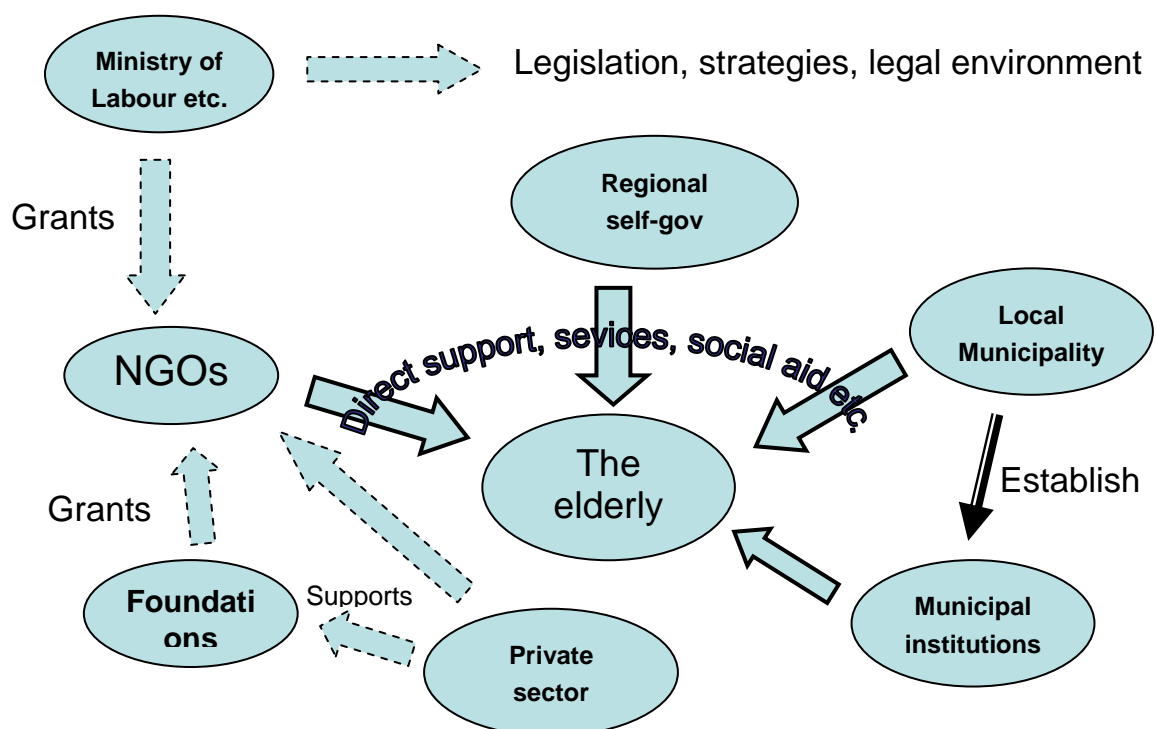 Ministry of
Labour etc.
Legislation, strategies, legal environment
Grants
Regional
self-gov
Local
Municipality
Direct support, sevices, social aid etc.
NGOs
The
elderly
Establish
Grants
Foundati
ons
Supports
Private
sector
Municipal
institutions